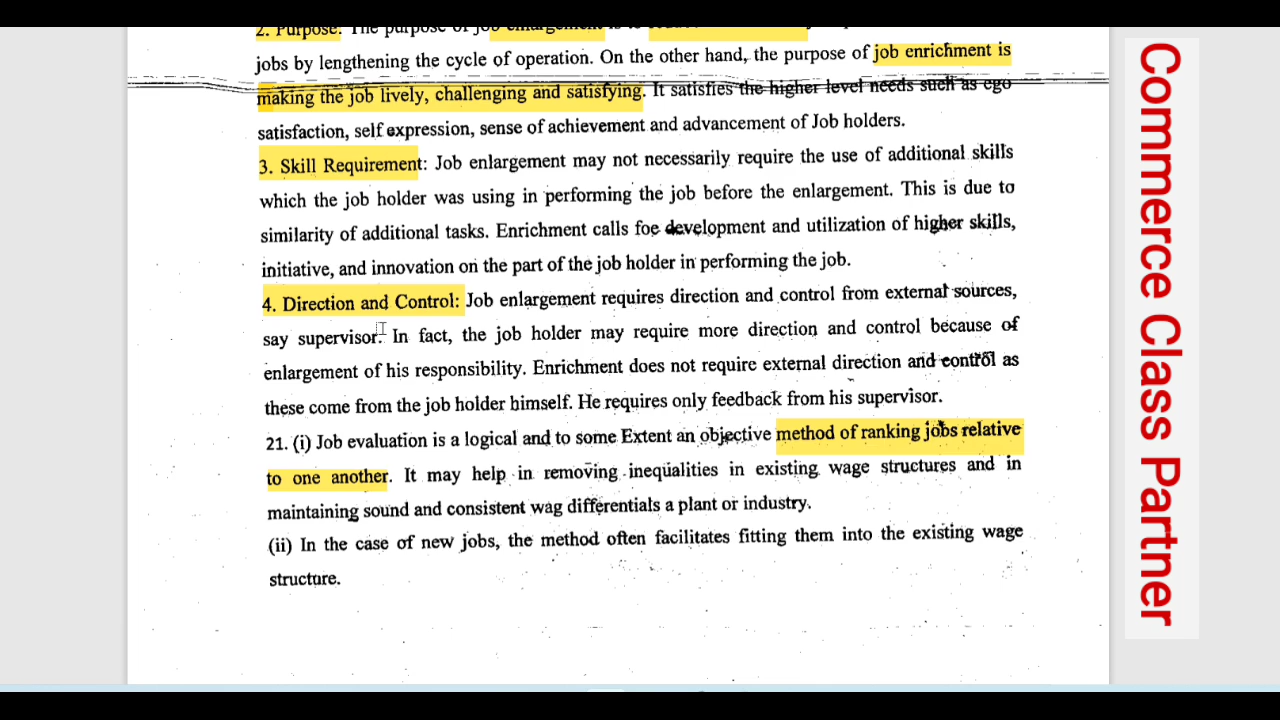 2. Purpose: The purpose of job enlargement is to
jobs by lengthening the cycle of operation. On the other hand, the purpose of job enrichment is
making the job lively, challenging and satisfying. It satisfies the higher level needs such as ego
satisfaction, self expression, sense of achievement and advancement of Job holders.
3. Skill Requirement: Job enlargement may not necessarily require the use of additional skills
which the job holder was using in performing the job before the enlargement. This is due to
similarity of additional tasks. Enrichment calls foe development and utilization of higher skills,
initiative, and innovation on the part of the job holder in performing the job.
4. Direction and Control: Job enlargement requires direction and control from external sources,
say supervisor. In fact, the job holder may require more direction and control because of
enlargement of his responsibility. Enrichment does not require external direction and control as
these come from the job holder himself. He requires only feedback from his supervisor.
21. (i) Job evaluation is a logical and to some Extent an objective method of ranking jobs relative
to one another. It may help in removing inequalities in existing wage structures and in
maintaining sound and consistent wag differentials a plant or industry.
(ii) In the case of new jobs, the method often facilitates fitting them into the existing wage
structure.
Commerce Class Partner